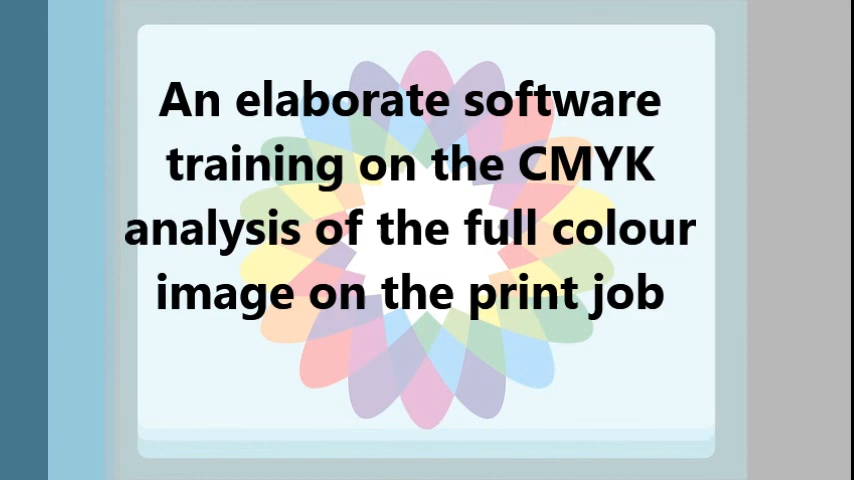 An elaborate software
training on the CMYK
analysis of the full colour
image on the print job